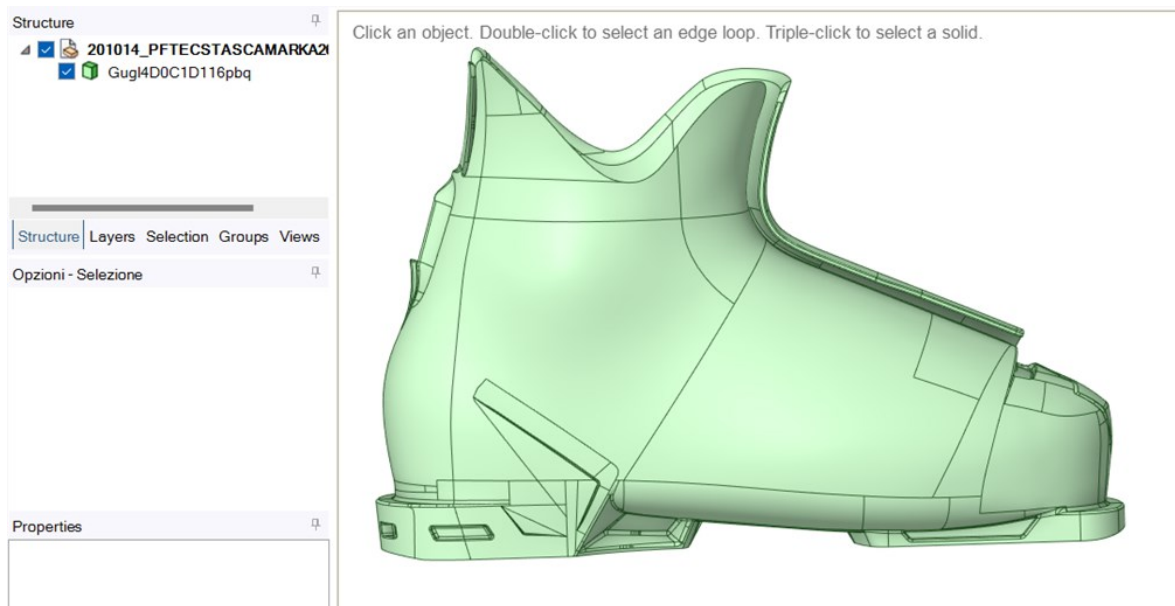 Structure
Click an object. Double-click to select an edge loop. Triple-click to select a solid.
201014_PFTECSTASCAMARKA2
Gugl4D0C1D116pbq
Structure Layers Selection Groups Views
Opzioni - Selezione
Properties